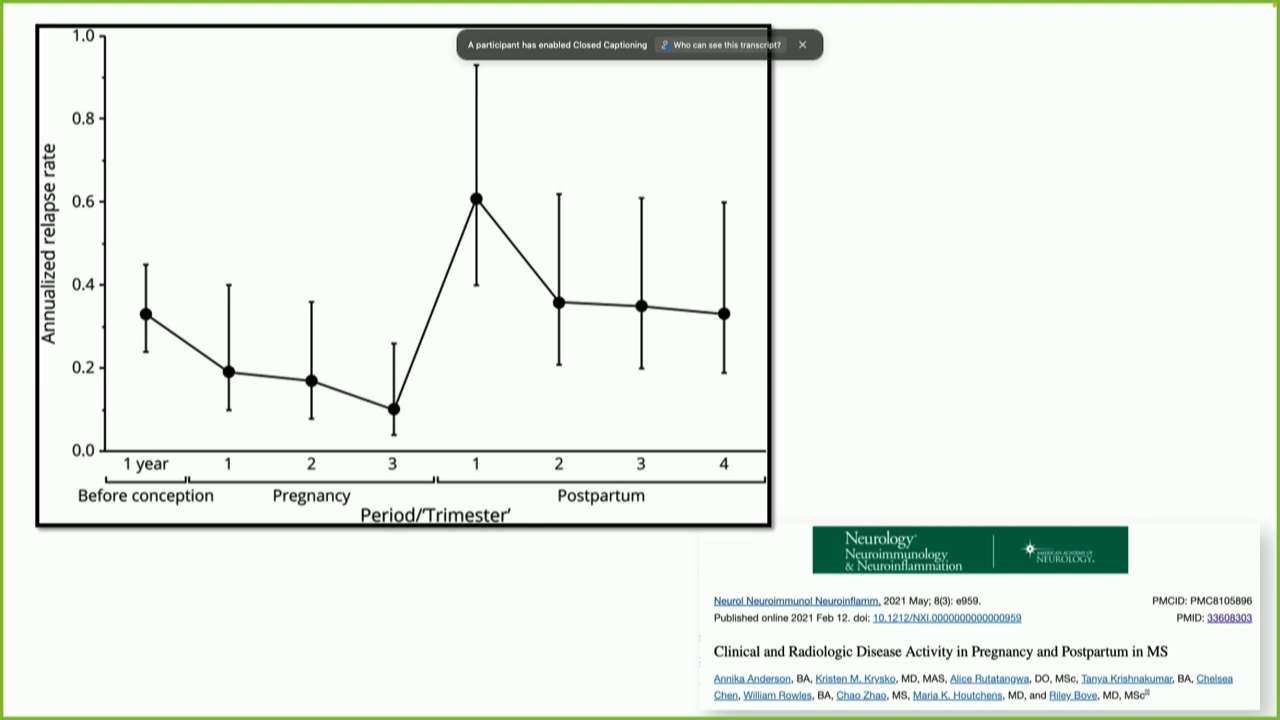 A participant has enabled Closed Captioning Who can see this transcript?
1.0
0.8
0.6
0.4
0.2
0.0
Annualized relapse rate
1 year 1 2 3 1 2 3 4
Before conception Pregnancy Postpartum
Period/'Trimester'
Neurology®
Neuroimmunology
& Neuroinflammation
AMERICAN ACADEMY OF
NEUROLOGY.
Neurol Neuroimmunol Neuroinflamm. 2021 May; 8(3): e959. PMCID: PMC8105896
Published online 2021 Feb 12. doi: 10.1212/NXI.0000000000000959 PMID: 33608303
Clinical and Radiologic Disease Activity in Pregnancy and Postpartum in MS
Annika Anderson, BA, Kristen M. Krysko, MD, MAS, Alice Rutatangwa, DO, MSc, Tanya Krishnakumar, BA, Chelsea
Chen, William Rowles, BA, Chao Zhao, MS, Maria K. Houtchens, MD, and Riley Bove, MD, MSc